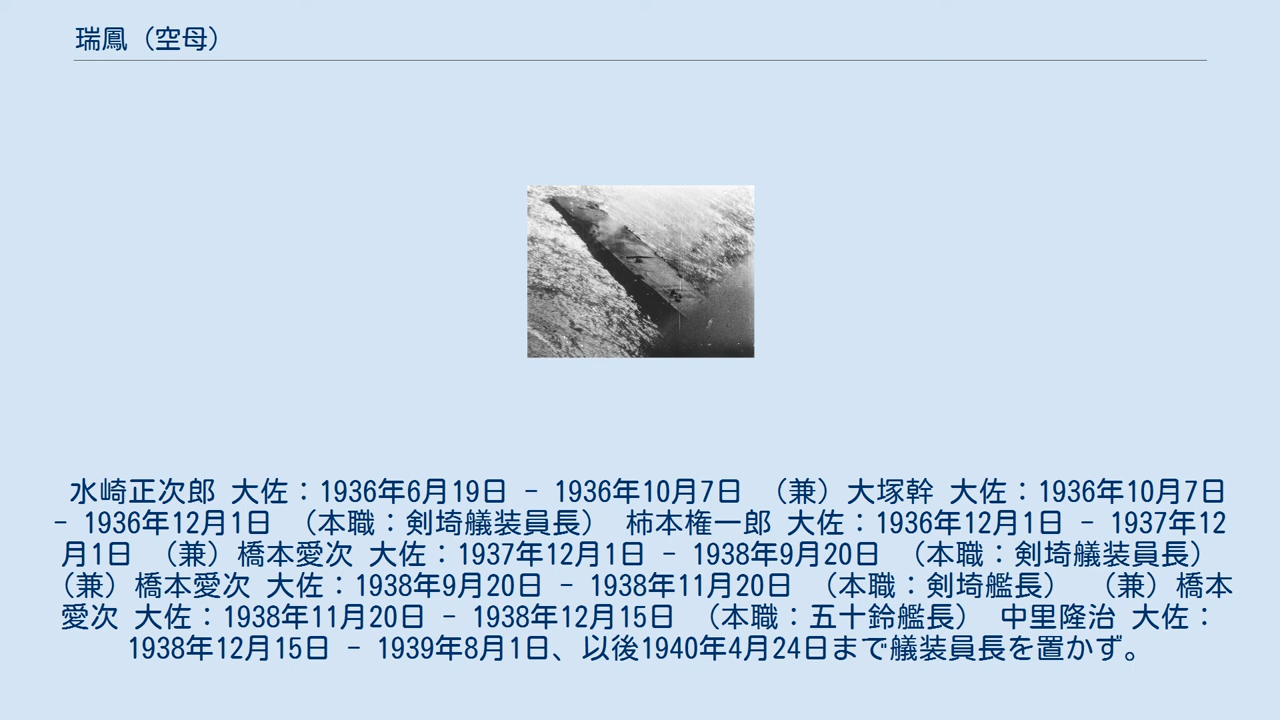 瑞鳳（空母）
水崎正次郎 大佐：1936年6月19日 - 1936年10月7日 （兼）大塚幹 大佐：1936年10月7日
- 1936年12月1日 （本職：剣埼艤装員長） 柿本権一郎 大佐：1936年12月1日 - 1937年12
月1日 （兼）橋本愛次 大佐：1937年12月1日 - 1938年9月20日 （本職：剣埼艤装員長）
（兼）橋本愛次 大佐：1938年9月20日 - 1938年11月20日 （本職：剣埼艦長） （兼）橋本
愛次 大佐：1938年11月20日 - 1938年12月15日 （本職：五十鈴艦長） 中里隆治 大佐：
1938年12月15日 - 1939年8月1日、以後1940年4月24日まで艤装員長を置かず。